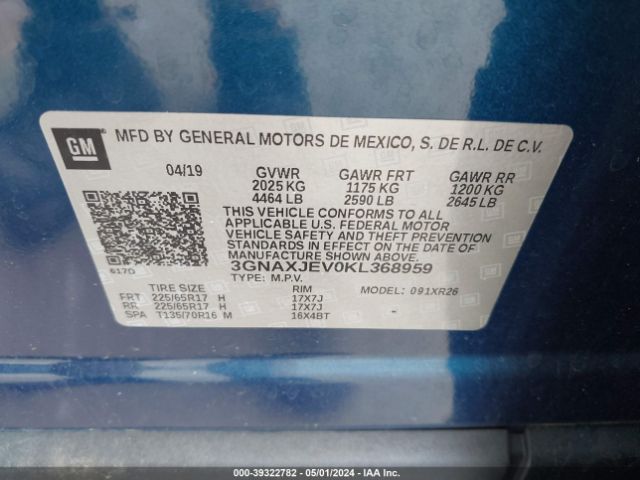 GM MFD BY GENERAL MOTORS DE MEXICO, S. DE R.L. DE C.V.
04/19 GVWR GAWR FRT GAWR RR
2025 KG 1175 KG 1200 KG
4464 LB 2590 LB 2645 LB
THIS VEHICLE CONFORMS TO ALL
APPLICABLE U.S. FEDERAL MOTOR
VEHICLE SAFETY AND THEFT PREVENTION
STANDARDS IN EFFECT ON THE DATE OF
MANUFACTURE SHOWN ABOVE.
3GNAXJEV0KL368959
617D TYPE: M.P.V.
TIRE SIZE RIM MODEL: 091XR26
FRT 225/65R17 H 17X7J
RR 225/65R17 H 17X7J
SPA T135/70R16 M 16X4BT -
000-39322782 - 05/01/2024 - IAA Inc.